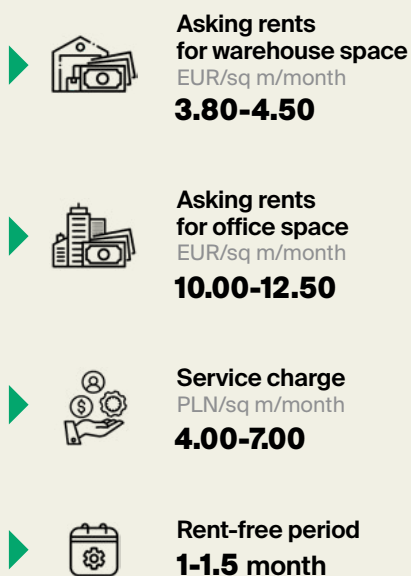 Asking rents
for warehouse space
EUR/sq m/month
3.80-4.50
Asking rents
for office space
EUR/sq m/month
10.00-12.50
Service charge
PLN/sq m/month
4.00-7.00
Rent-free period
1-1.5 month